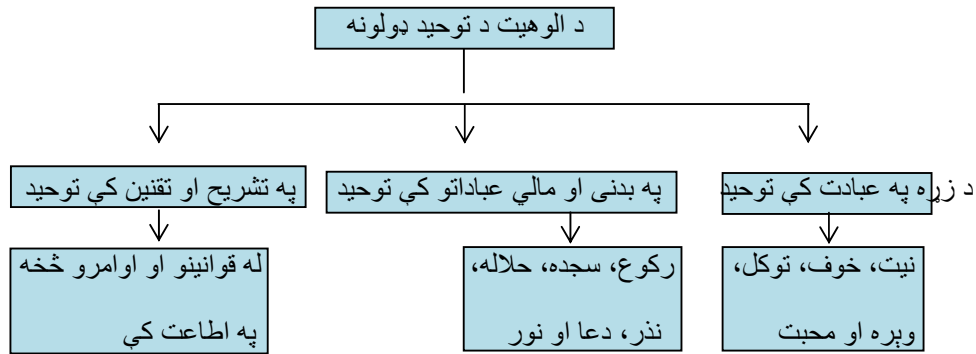 د الوهيت د توحيد ډولونه
د زړه په عبادت کې توحيد
په بدنی او مالي عباداتو کې توحيد
په تشريح او تقنين کې توحيد
نيت، خوف، توکل،
وېره او محبت
رکوع، سجده، حلاله،
نذر، دعا او نور
له قوانينو او اوامرو څخه
په اطاعت کې